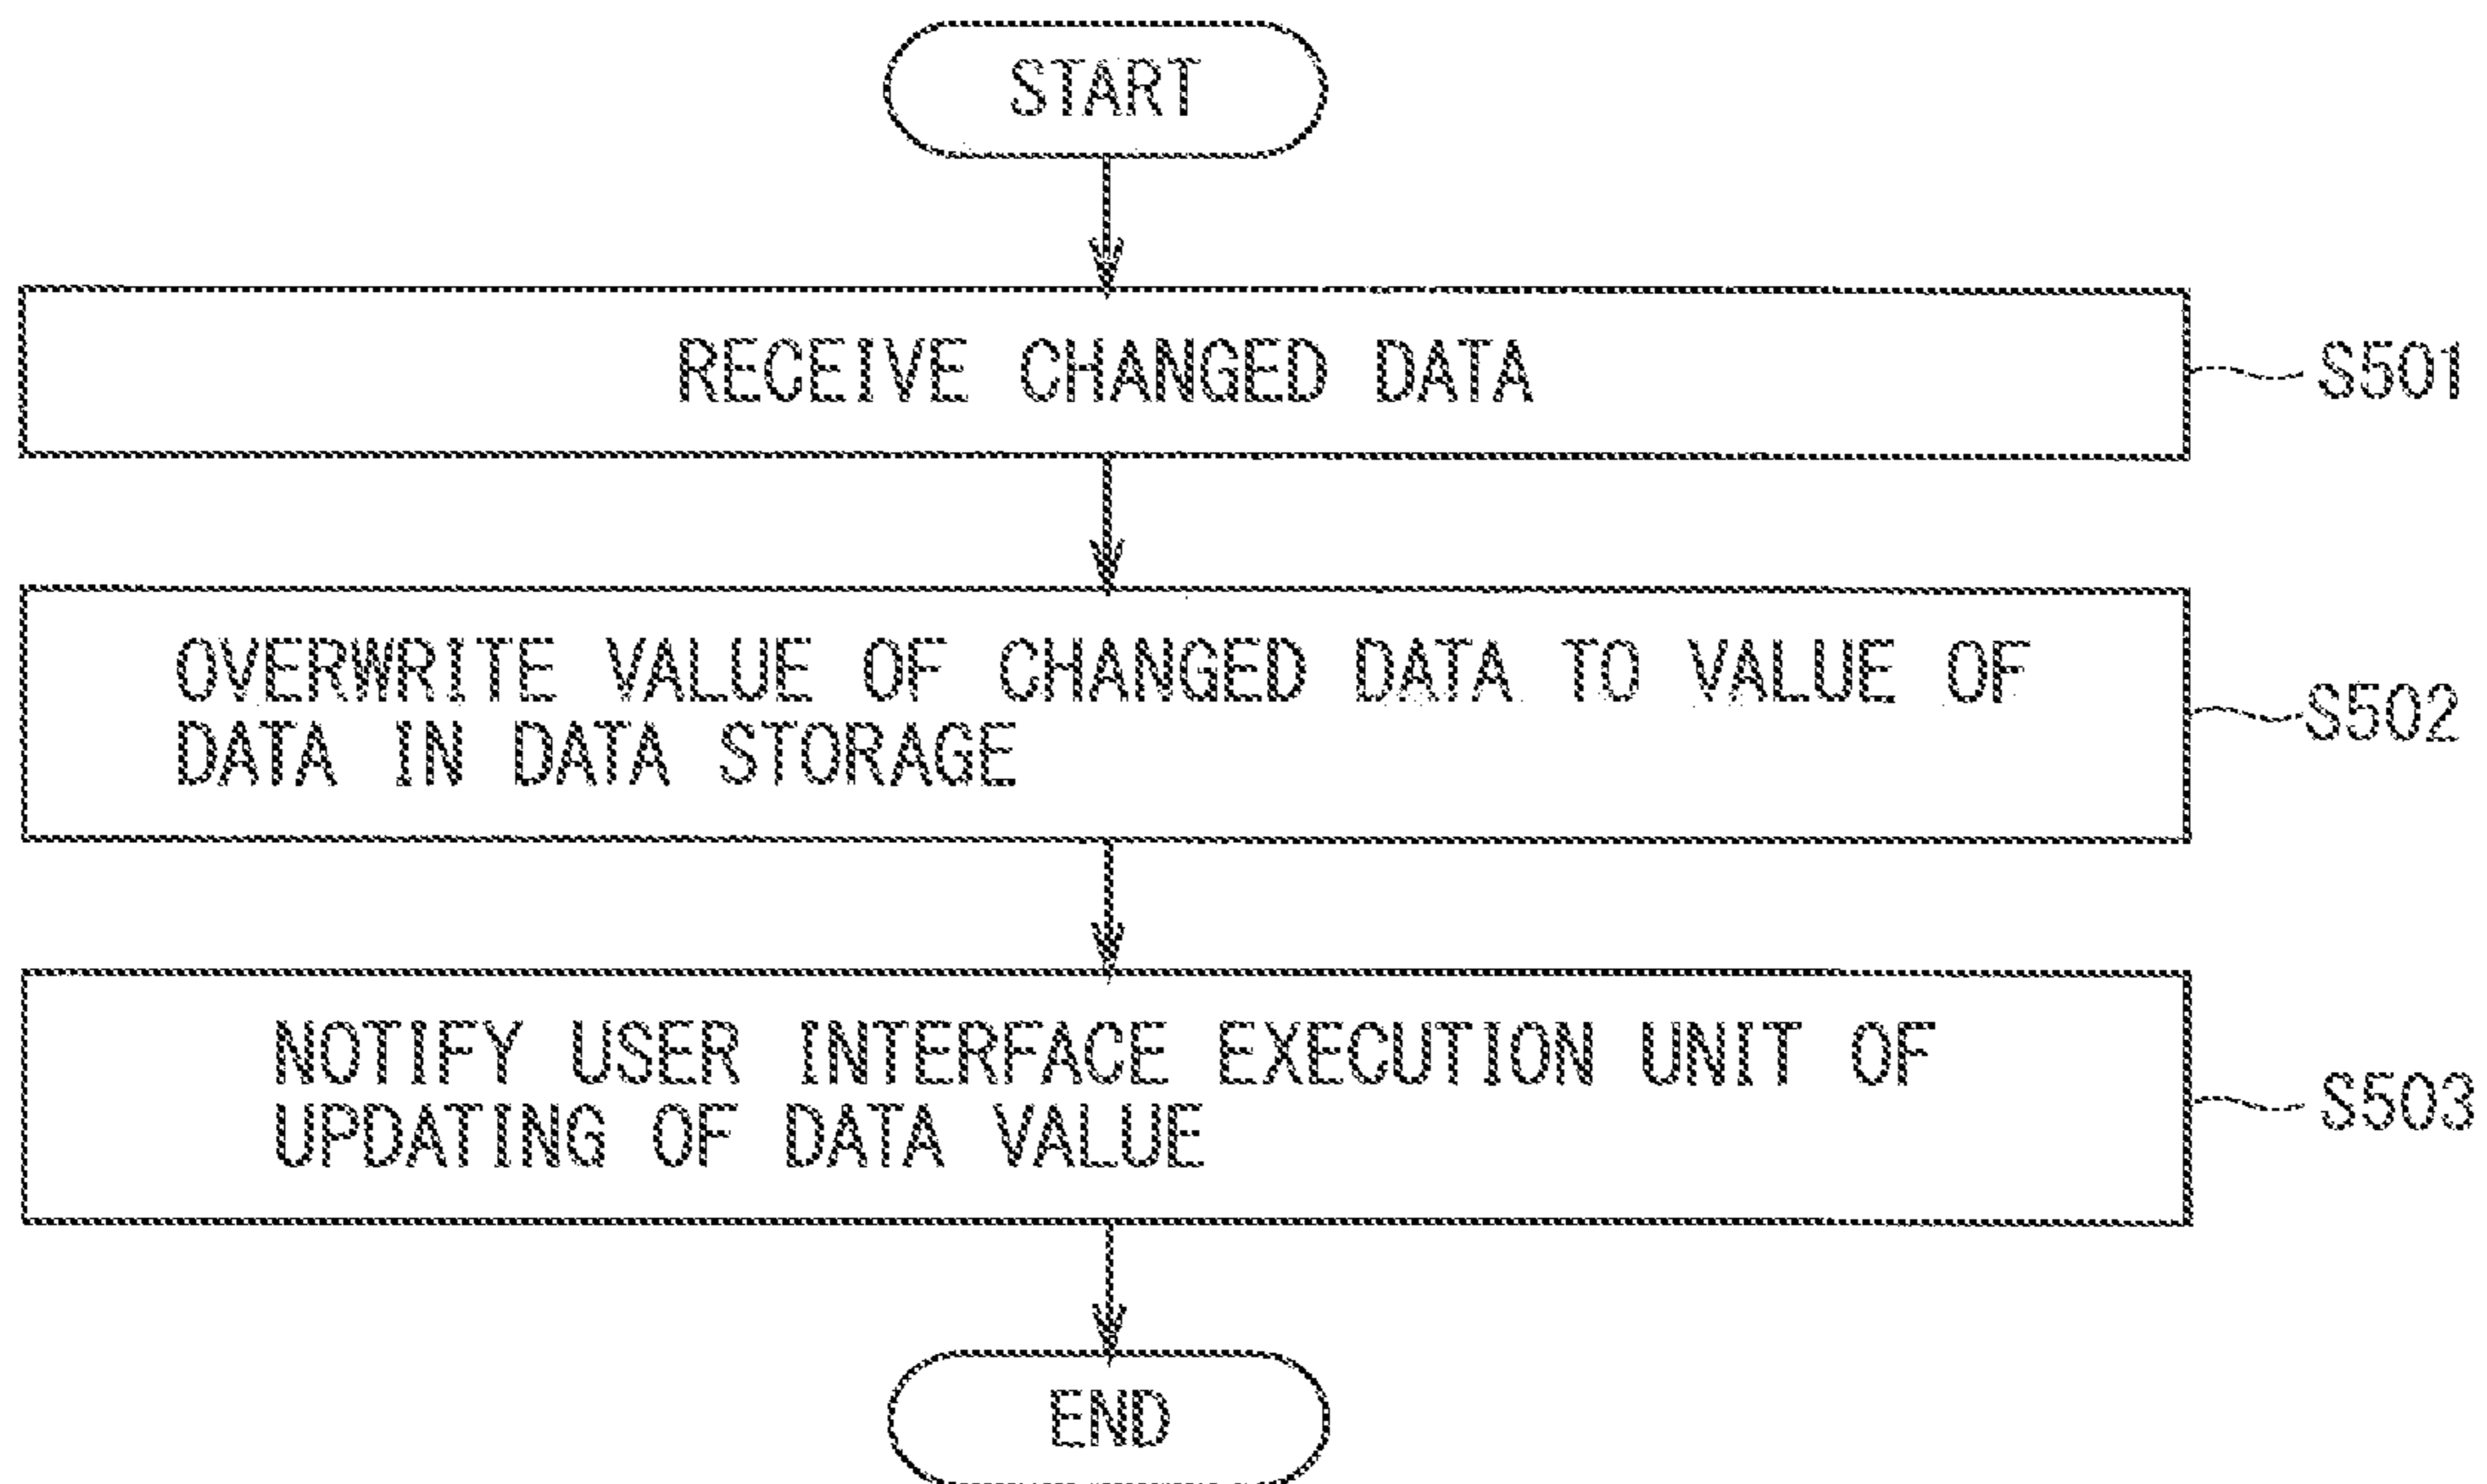 START
RECEIVE CHANGED DATA
S501
OVERWRITE VALUE OF CHANGED DATA TO VALUE OF
DATA IN DATA STORAGE
S502
NOTIFY USER INTERFACE EXECUTION UNIT OF
UPDATING OF DATA VALUE
S503
END